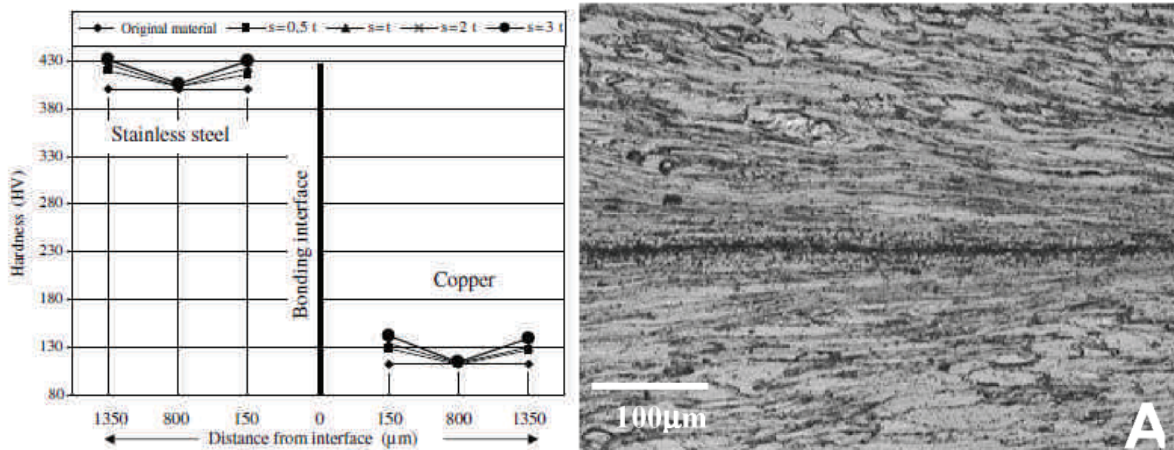 Original material s=0,5 t s=t s=2 t s=3 t
Hardness (HV)
430
380
330
280
230
180
130
80
Stainless steel
Bonding interface
Copper
1350 800 150 0 150 800 1350
Distance from interface (µm)
100µm
A